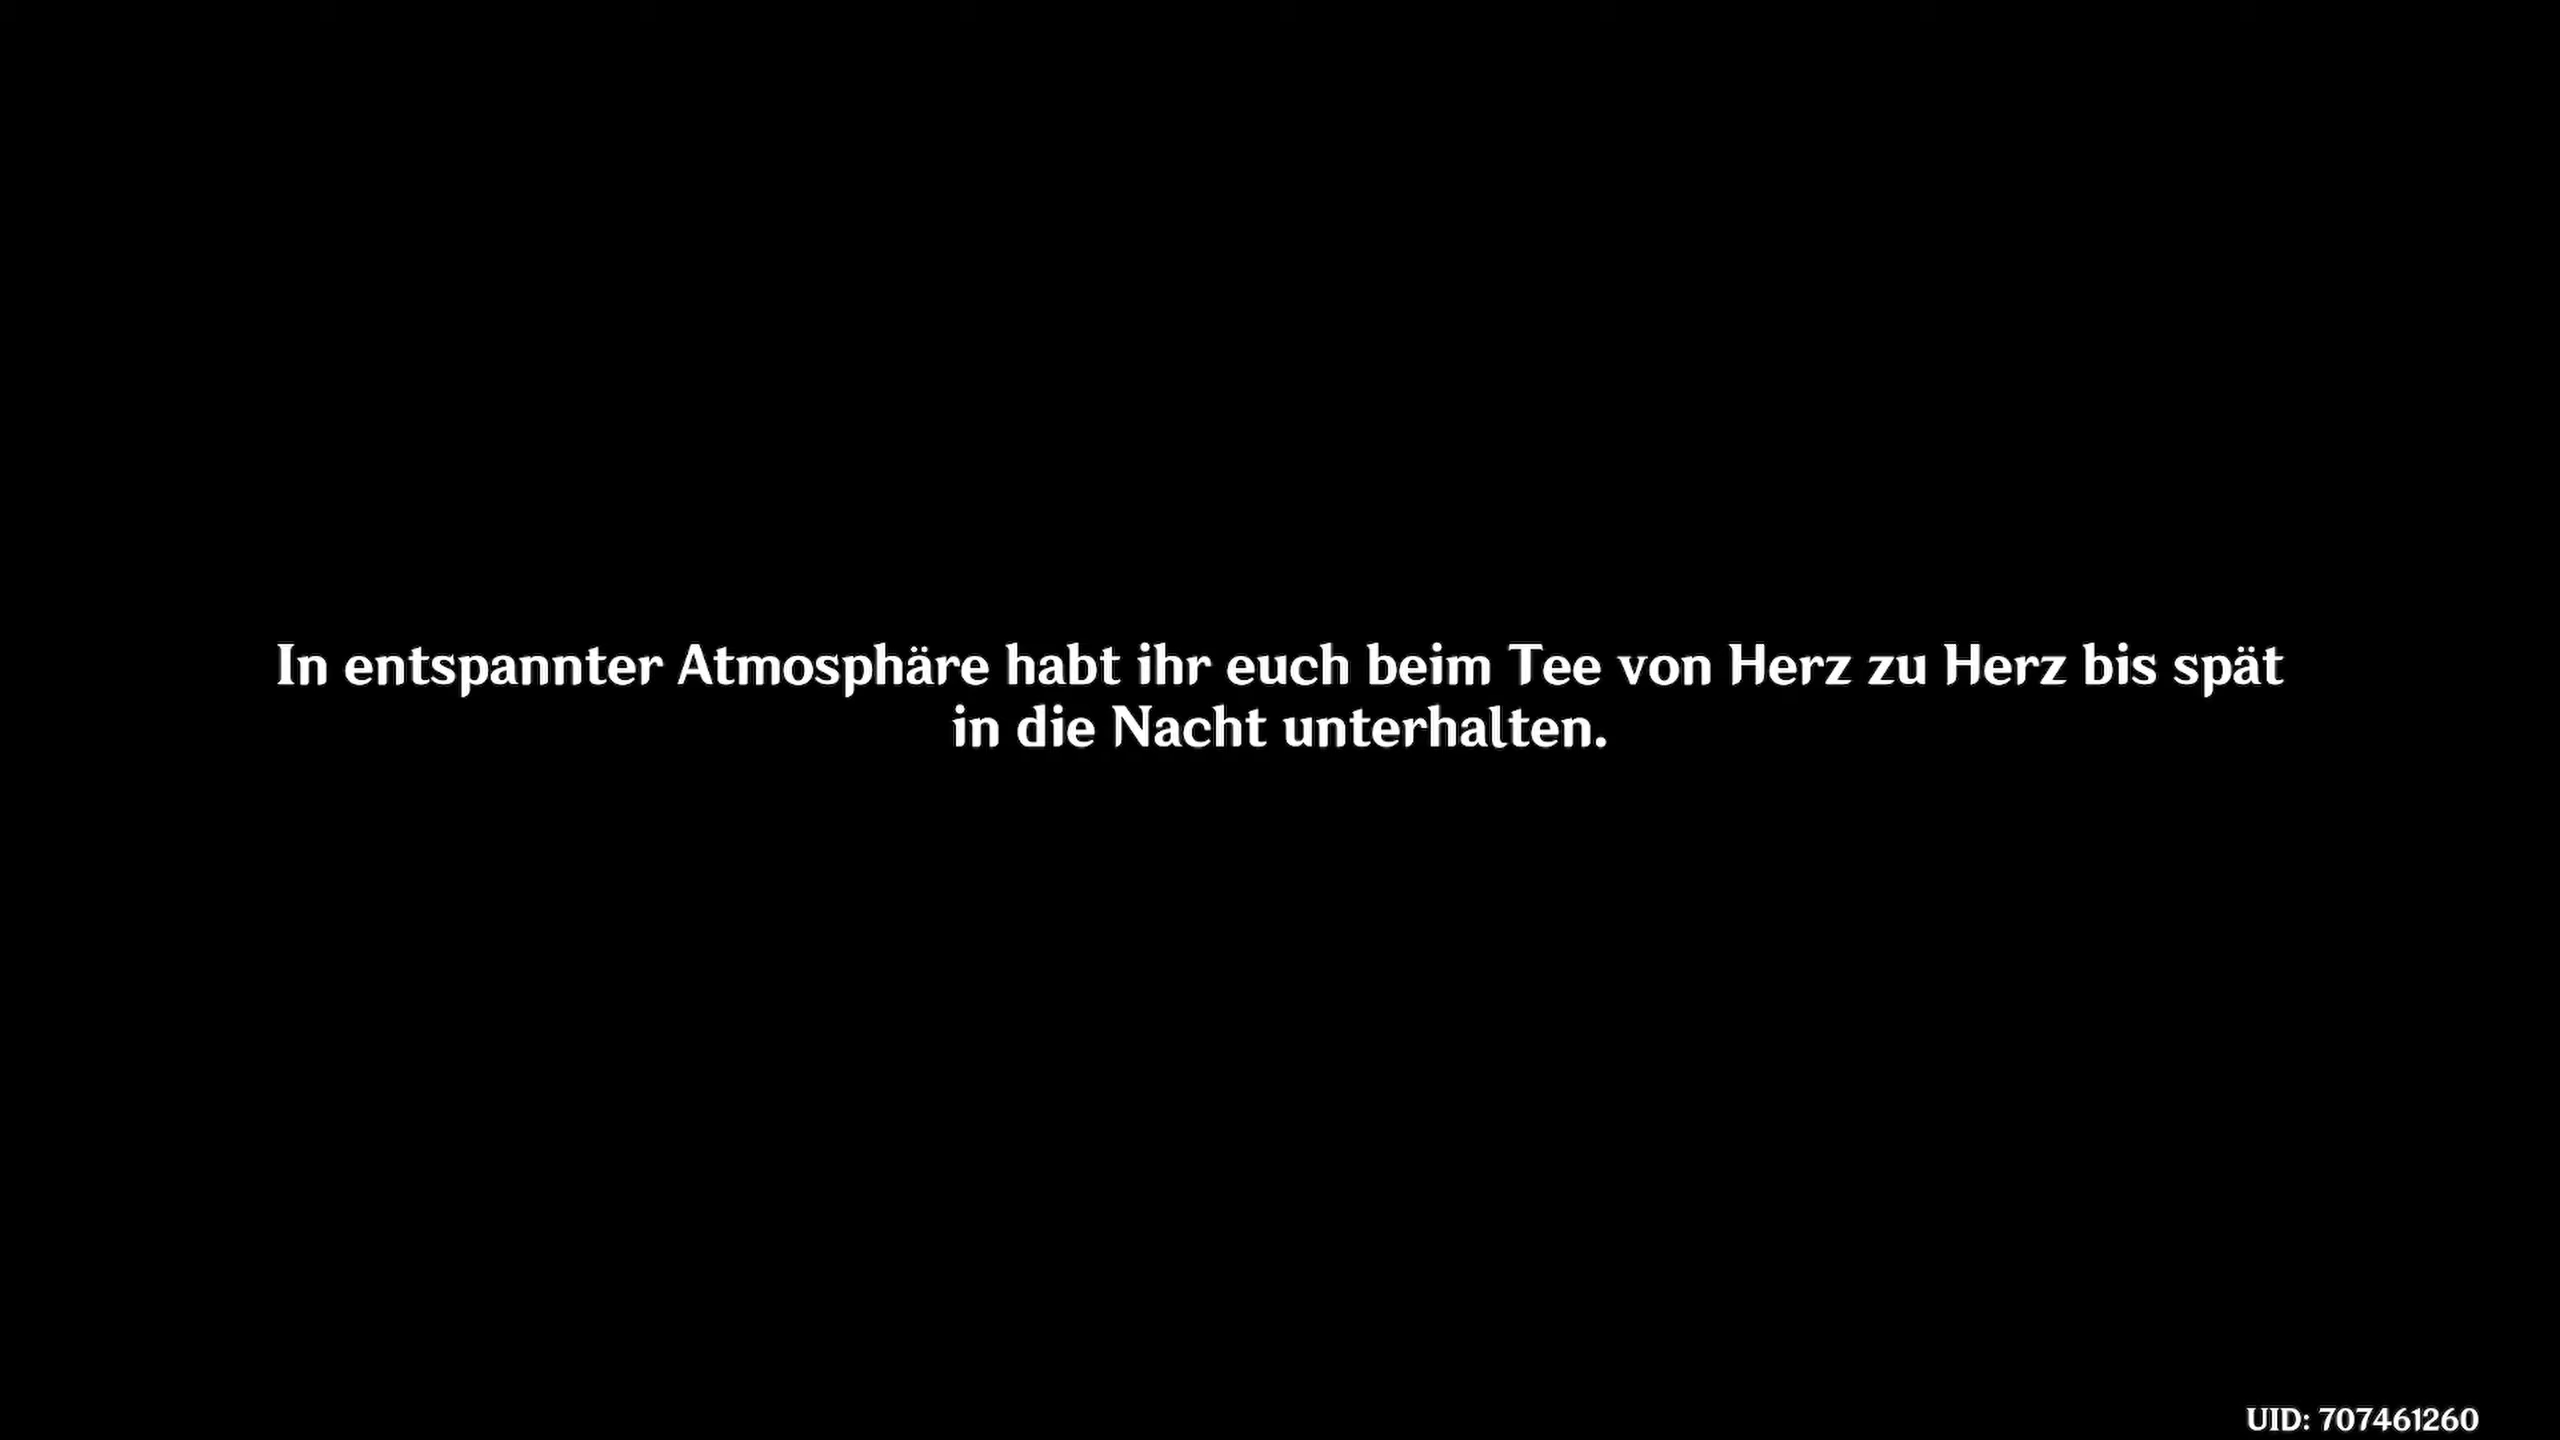 In entspannter Atmosphäre habt ihr euch beim Tee von Herz zu Herz bis spät
in die Nacht unterhalten.
UID: 707461260